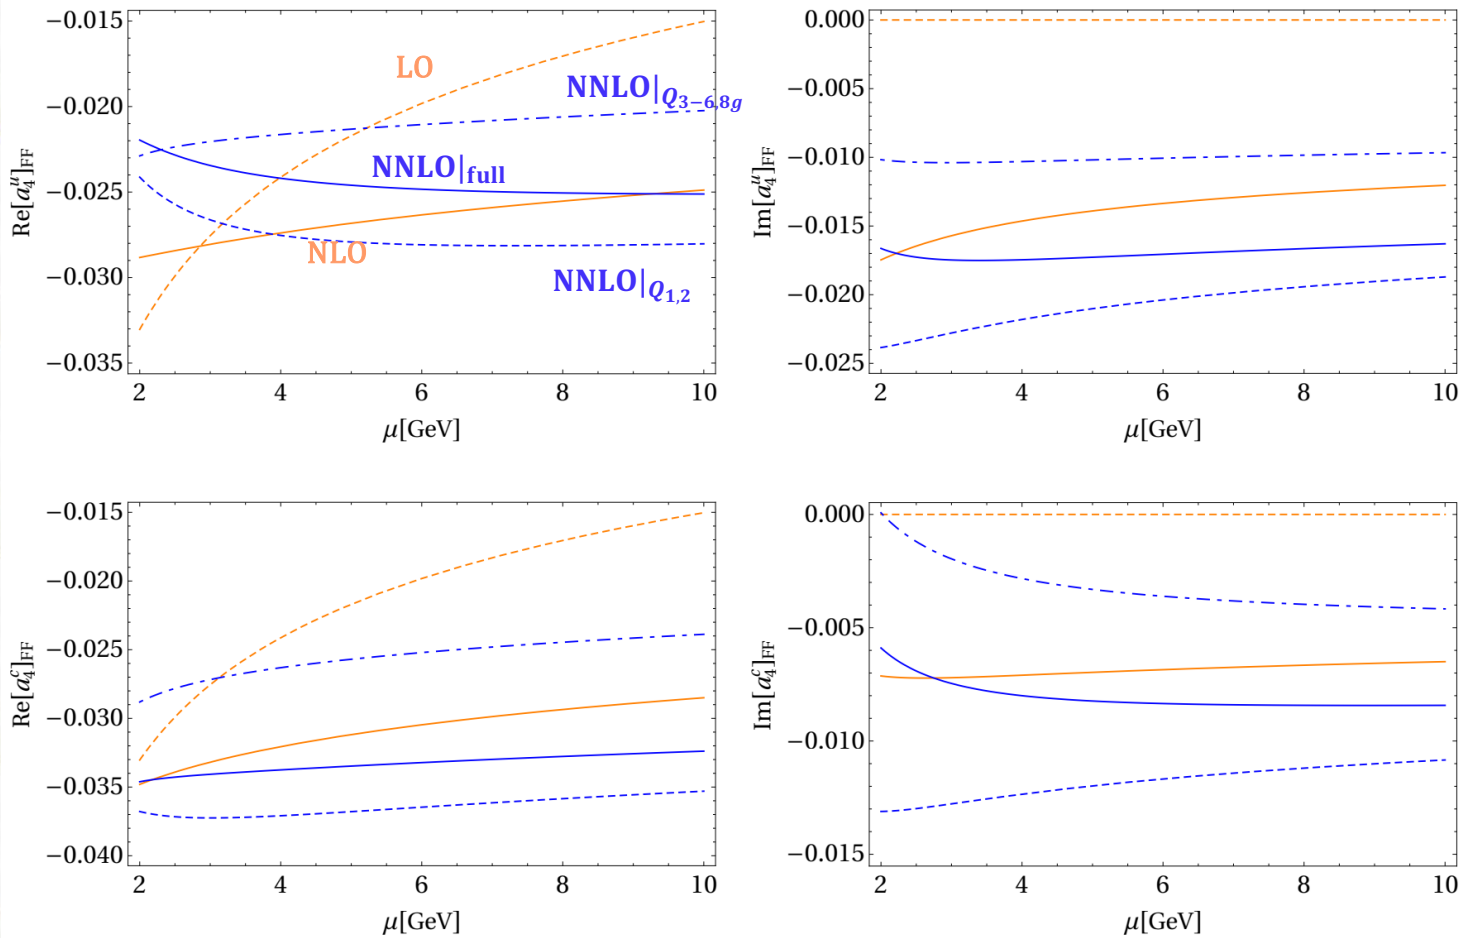 −0.015
−0.020
−0.025
−0.030
−0.035
Re[a₄ᵘ]FF
LO
NNLO|Q3−6,8g
NNLO|full
NLO
NNLO|Q1,2
2 4 6 8 10
μ[GeV]
0.000
−0.005
−0.010
−0.015
−0.020
−0.025
Im[a₄ᵘ]FF
2 4 6 8 10
μ[GeV]
−0.015
−0.020
−0.025
−0.030
−0.035
−0.040
Re[a₄ᶜ]FF
2 4 6 8 10
μ[GeV]
0.000
−0.005
−0.010
−0.015
Im[a₄ᶜ]FF
2 4 6 8 10
μ[GeV]